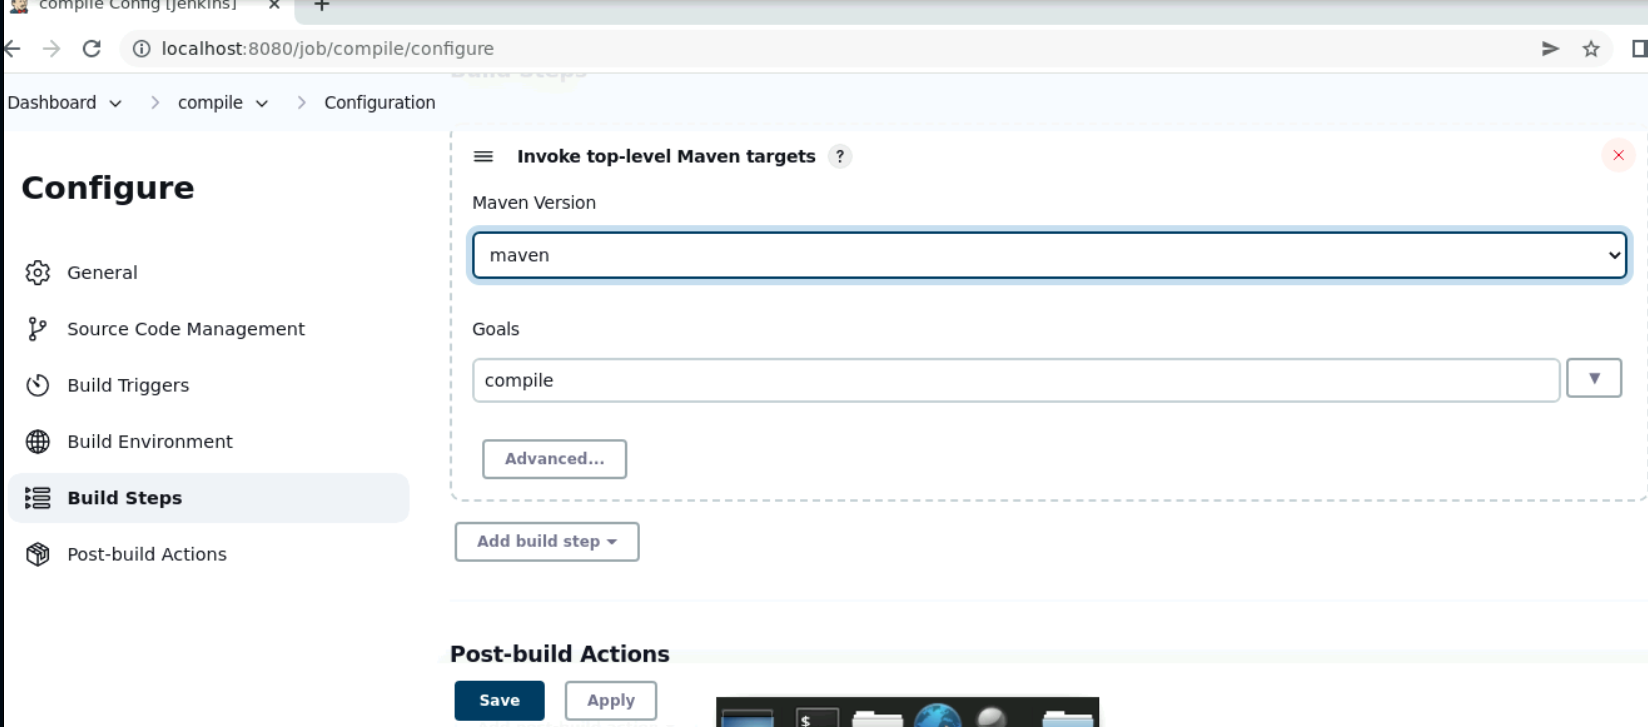 compile Config [Jenkins]
localhost:8080/job/compile/configure
Build Steps
Dashboard compile Configuration
Configure
General
Source Code Management
Build Triggers
Build Environment
Build Steps
Post-build Actions
Invoke top-level Maven targets ?
Maven Version
maven
Goals
compile
Advanced...
Add build step
Post-build Actions
Save Apply
$